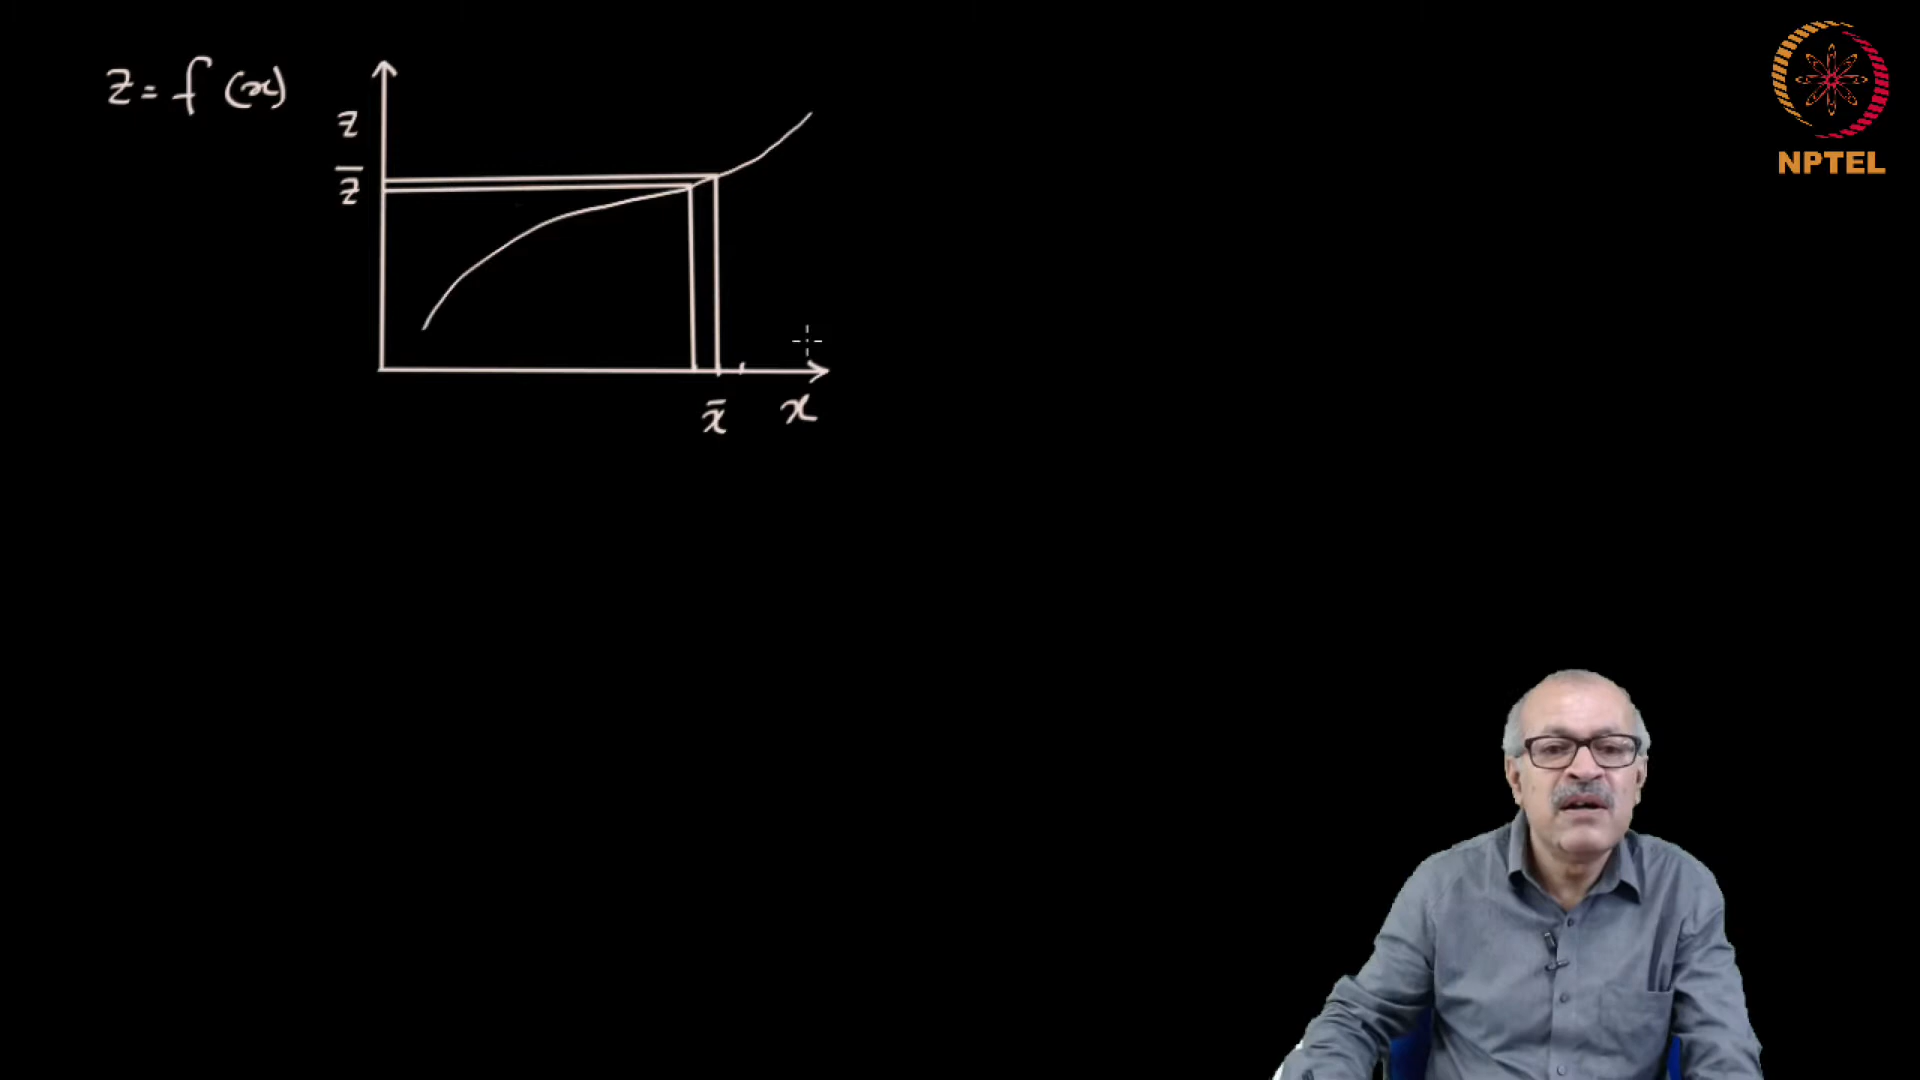 z = f(x)
z
z̅
x̅
x
NPTEL